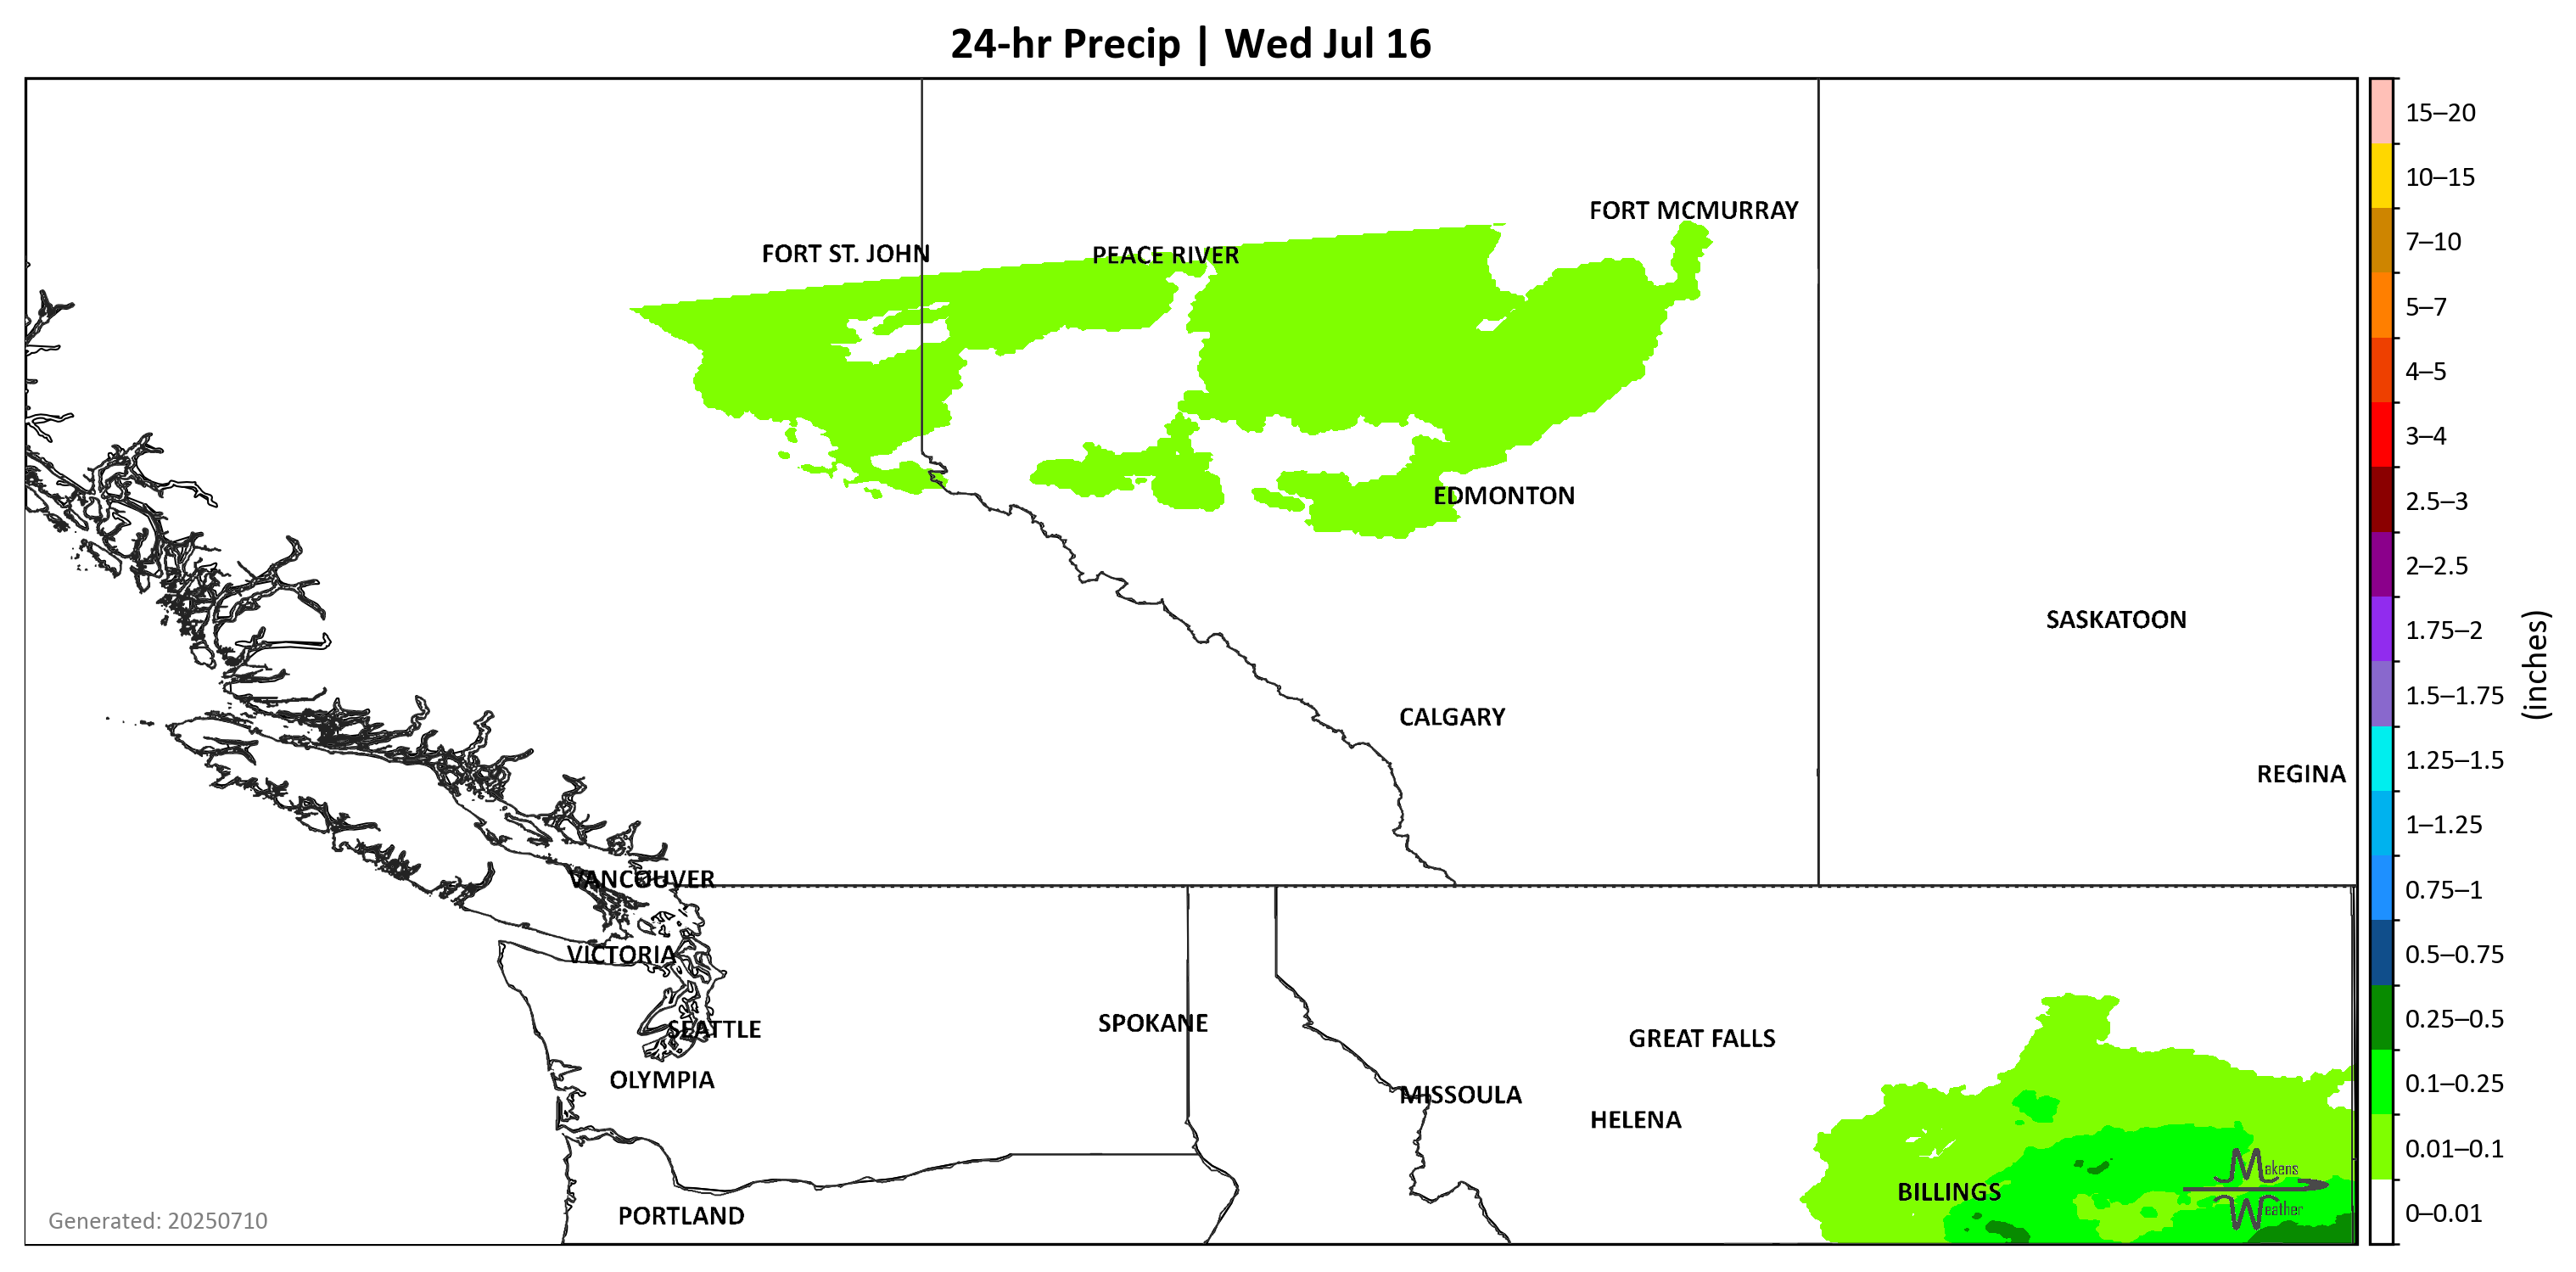 24-hr Precip | Wed Jul 16
FORT MCMURRAY
FORT ST. JOHN
PEACE RIVER
EDMONTON
SASKATOON
CALGARY
REGINA
VANCOUVER
VICTORIA
SPOKANE
SEATTLE
GREAT FALLS
OLYMPIA
MISSOULA
HELENA
BILLINGS
PORTLAND
Makens
Weather
Generated: 20250710
15–20
10–15
7–10
5–7
4–5
3–4
2.5–3
2–2.5
1.75–2
1.5–1.75
1.25–1.5
1–1.25
0.75–1
0.5–0.75
0.25–0.5
0.1–0.25
0.01–0.1
0–0.01
(inches)